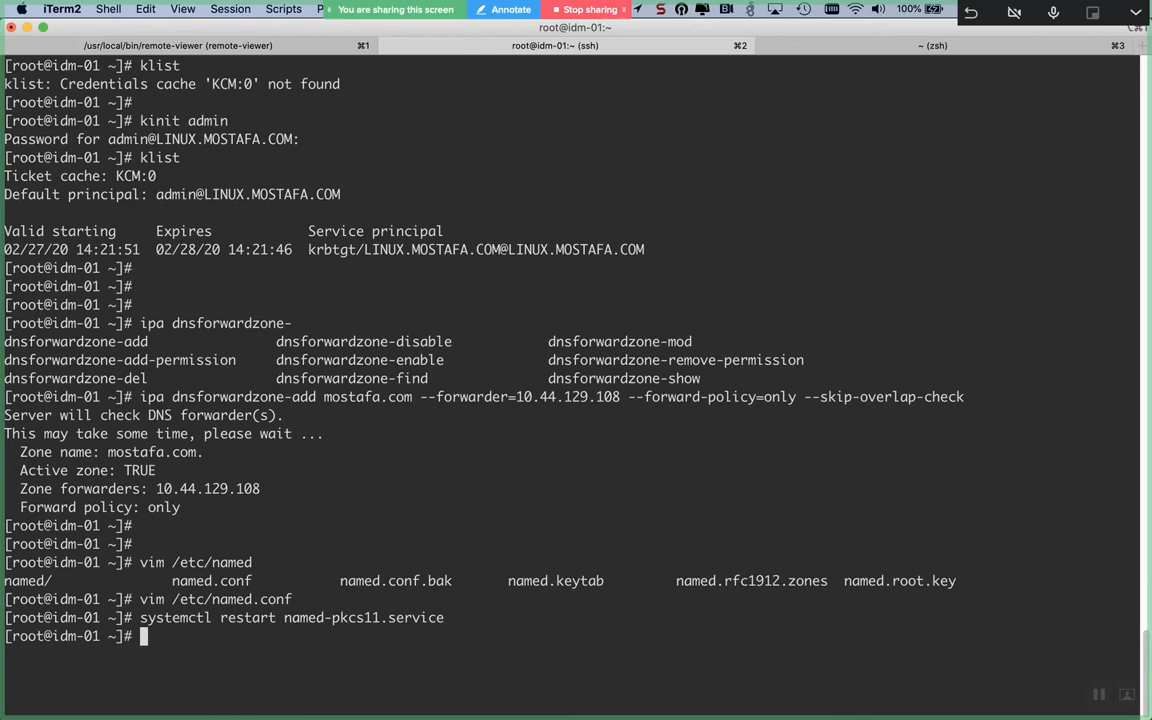 iTerm2 Shell Edit View Session Scripts P You are sharing this screen Annotate Stop sharing 100%
root@idm-01:~
/usr/local/bin/remote-viewer (remote-viewer) ⌘1 root@idm-01:~ (ssh) ⌘2 ~ (zsh) ⌘3
[root@idm-01 ~]# klist
klist: Credentials cache 'KCM:0' not found
[root@idm-01 ~]#
[root@idm-01 ~]# kinit admin
Password for admin@LINUX.MOSTAFA.COM:
[root@idm-01 ~]# klist
Ticket cache: KCM:0
Default principal: admin@LINUX.MOSTAFA.COM
Valid starting Expires Service principal
02/27/20 14:21:51 02/28/20 14:21:46 krbtgt/LINUX.MOSTAFA.COM@LINUX.MOSTAFA.COM
[root@idm-01 ~]#
[root@idm-01 ~]#
[root@idm-01 ~]#
[root@idm-01 ~]# ipa dnsforwardzone-
dnsforwardzone-add dnsforwardzone-disable dnsforwardzone-mod
dnsforwardzone-add-permission dnsforwardzone-enable dnsforwardzone-remove-permission
dnsforwardzone-del dnsforwardzone-find dnsforwardzone-show
[root@idm-01 ~]# ipa dnsforwardzone-add mostafa.com --forwarder=10.44.129.108 --forward-policy=only --skip-overlap-check
Server will check DNS forwarder(s).
This may take some time, please wait ...
Zone name: mostafa.com.
Active zone: TRUE
Zone forwarders: 10.44.129.108
Forward policy: only
[root@idm-01 ~]#
[root@idm-01 ~]#
[root@idm-01 ~]# vim /etc/named
named/ named.conf named.conf.bak named.keytab named.rfc1912.zones named.root.key
[root@idm-01 ~]# vim /etc/named.conf
[root@idm-01 ~]# systemctl restart named-pkcs11.service
[root@idm-01 ~]#